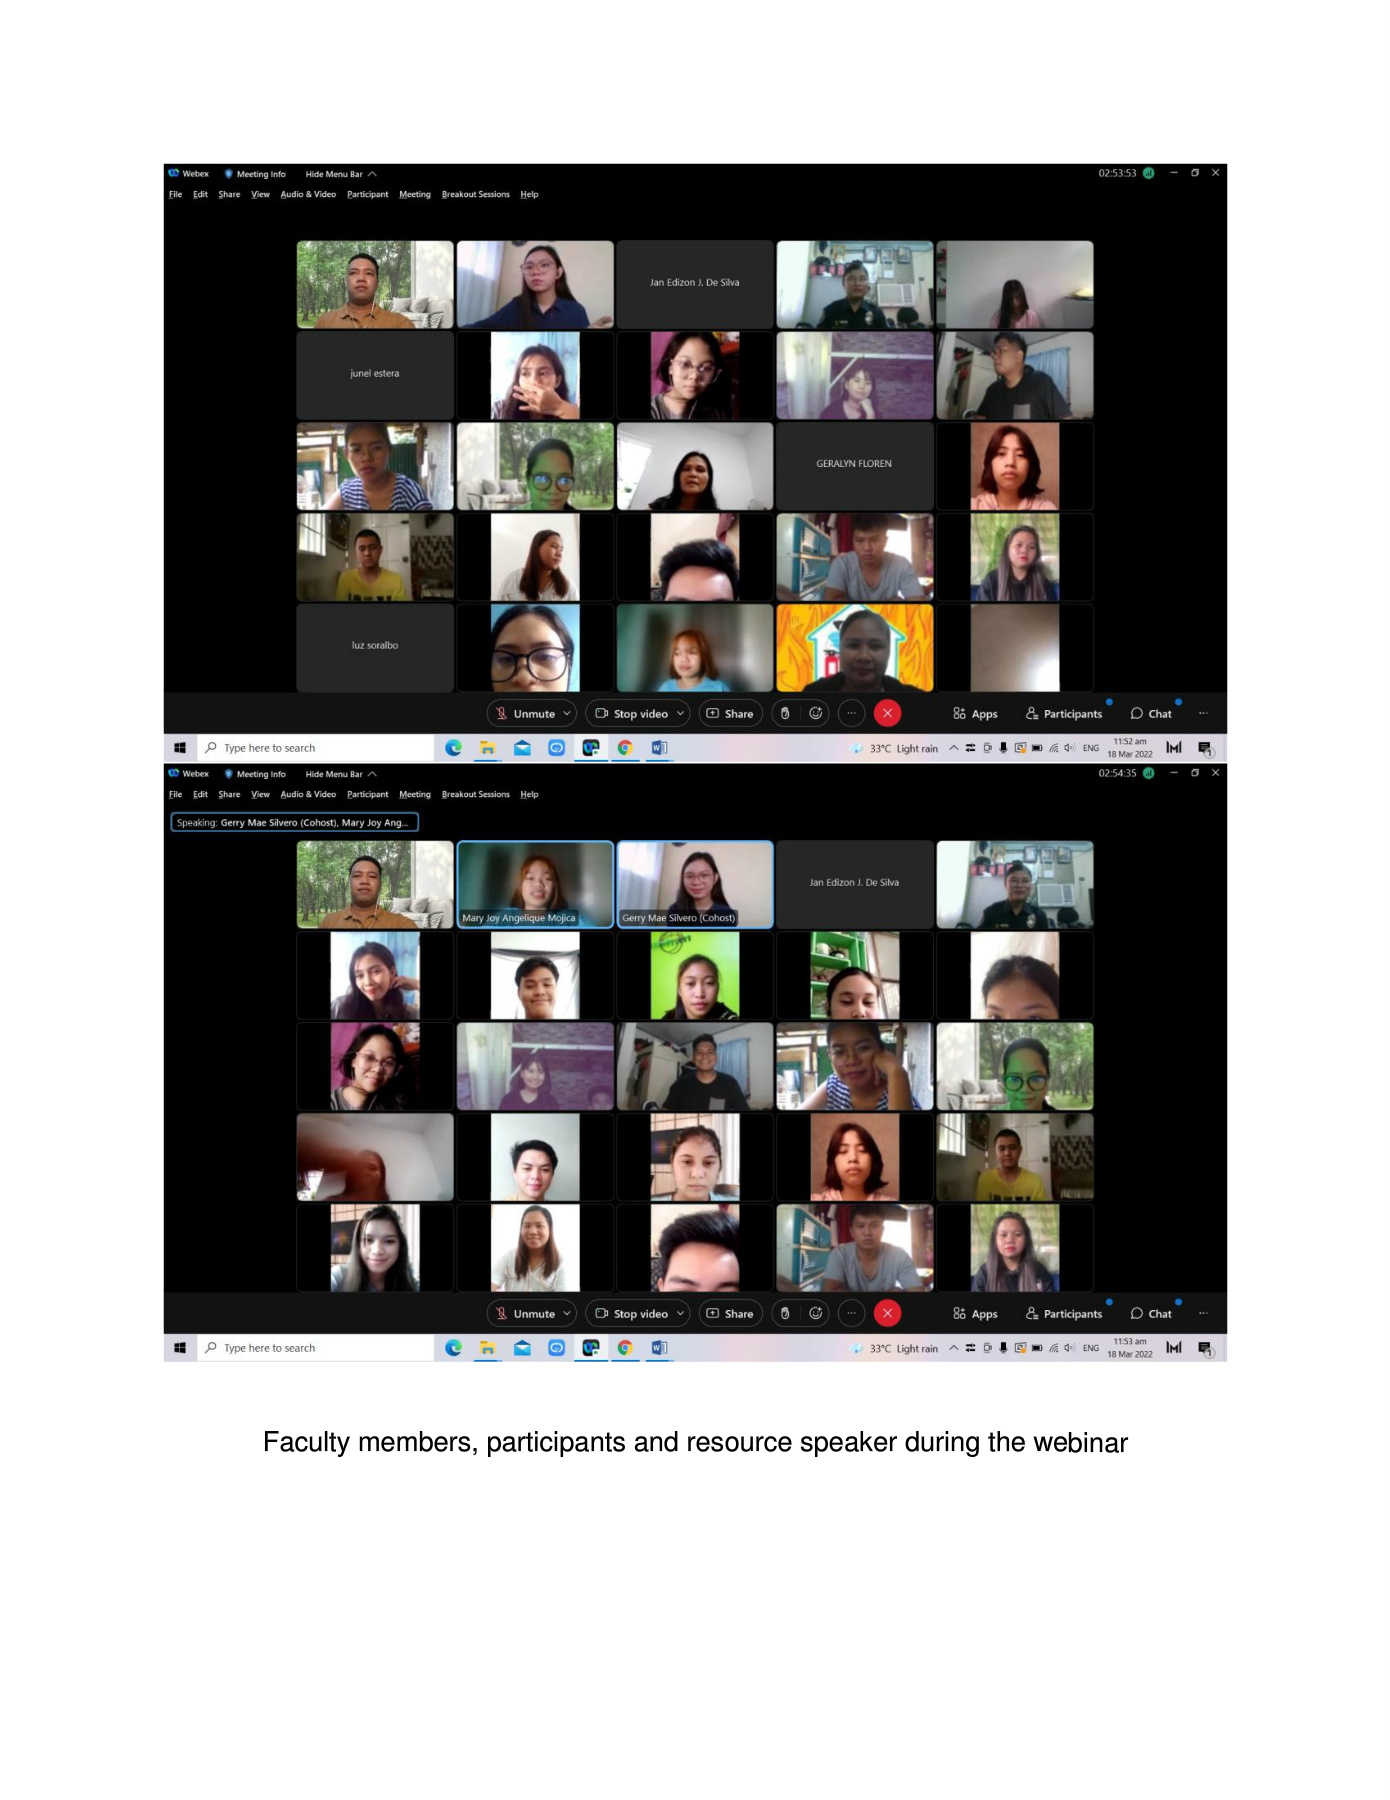 Webex Meeting Info Hide Menu Bar 02:53:53
File Edit Share View Audio & Video Participant Meeting Breakout Sessions Help
Jan Edizon J. De Silva
junel estera
GERALYN FLOREN
luz soralbo
Unmute Stop video Share Apps Participants Chat
Type here to search 33°C Light rain ENG 11:52 am
18 Mar 2022
Webex Meeting Info Hide Menu Bar 02:54:35
File Edit Share View Audio & Video Participant Meeting Breakout Sessions Help
Speaking: Gerry Mae Silvero (Cohost), Mary Joy Ang...
Jan Edizon J. De Silva
Mary Joy Angelique Mojica Gerry Mae Silvero (Cohost)
Unmute Stop video Share Apps Participants Chat
Type here to search 33°C Light rain ENG 11:53 am
18 Mar 2022
Faculty members, participants and resource speaker during the webinar